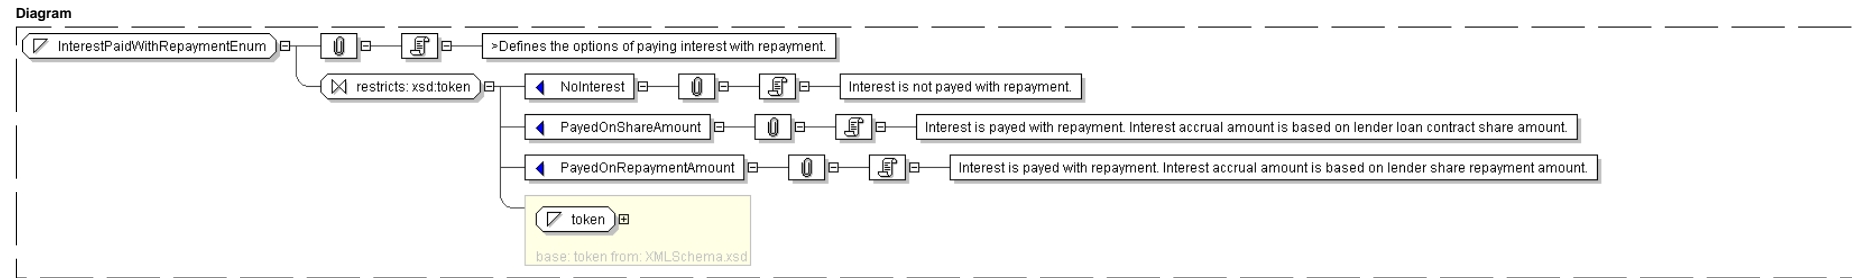 Diagram
InterestPaidWithRepaymentEnum
>Defines the options of paying interest with repayment.
restricts: xsd:token
NoInterest
Interest is not payed with repayment.
PayedOnShareAmount
Interest is payed with repayment. Interest accrual amount is based on lender loan contract share amount.
PayedOnRepaymentAmount
Interest is payed with repayment. Interest accrual amount is based on lender share repayment amount.
token
base: token from: XMLSchema.xsd